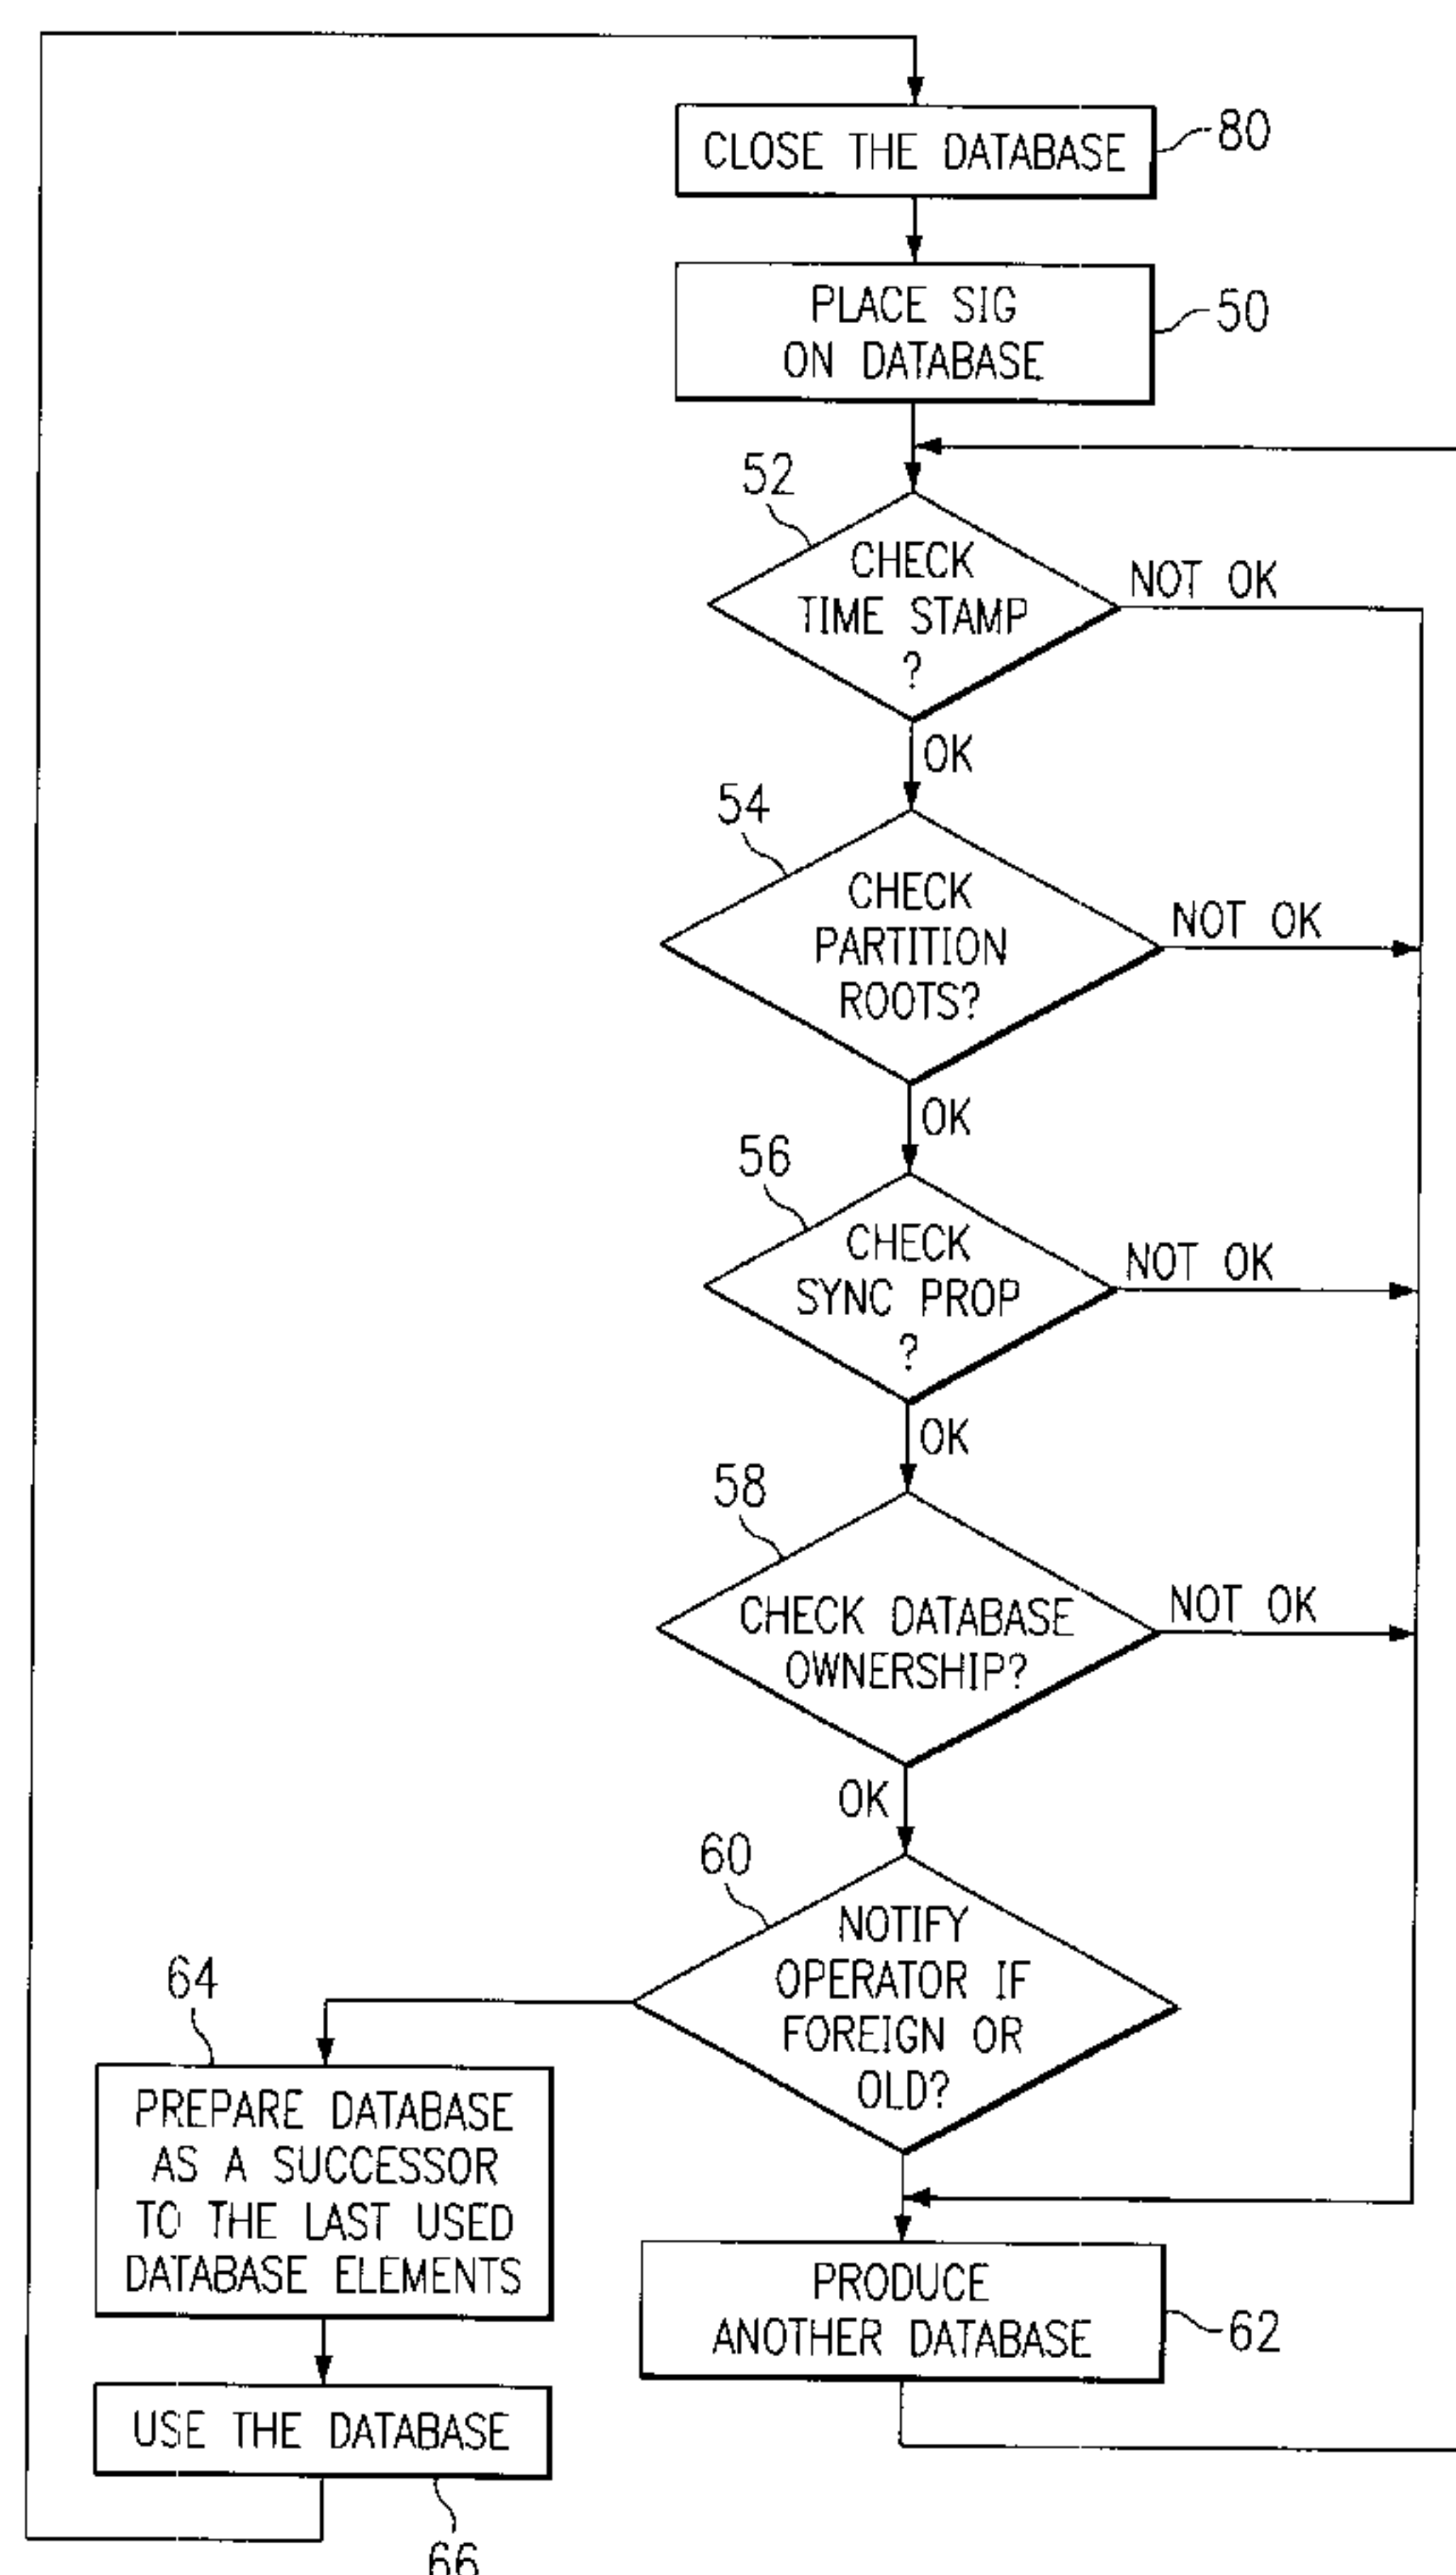 CLOSE THE DATABASE
80
PLACE SIG
ON DATABASE
50
52
CHECK
TIME STAMP
?
NOT OK
OK
54
CHECK
PARTITION
ROOTS?
NOT OK
OK
56
CHECK
SYNC PROP
?
NOT OK
OK
58
CHECK DATABASE
OWNERSHIP?
NOT OK
OK
60
NOTIFY
OPERATOR IF
FOREIGN OR
OLD?
64
PREPARE DATABASE
AS A SUCCESSOR
TO THE LAST USED
DATABASE ELEMENTS
PRODUCE
ANOTHER DATABASE
62
USE THE DATABASE
66